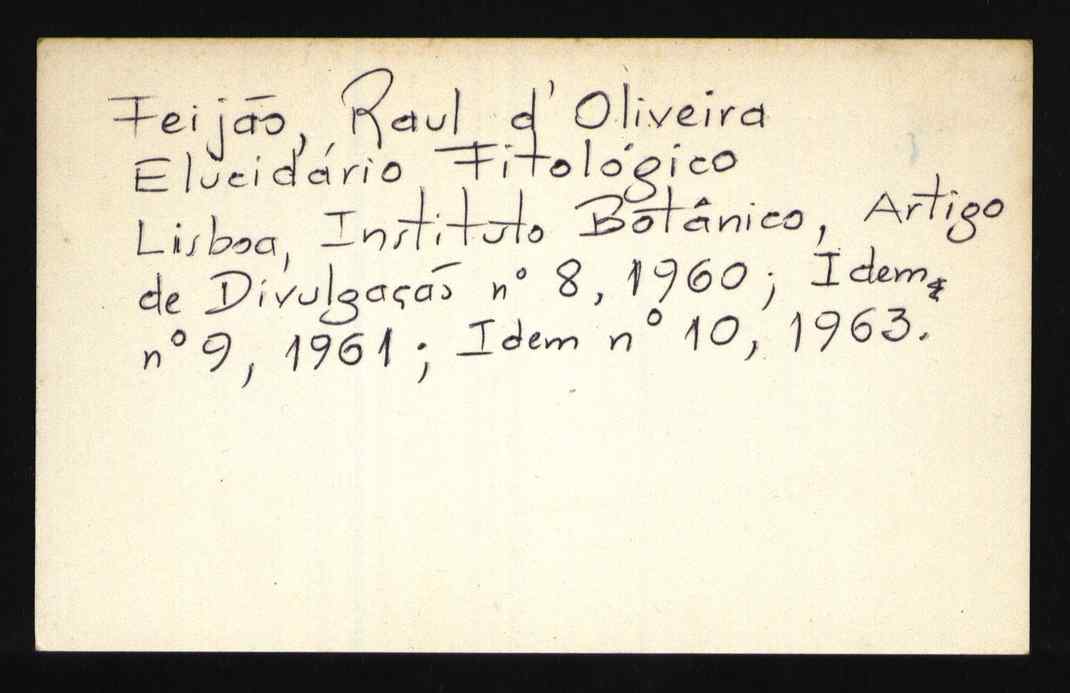 Feijão, Raul d'Oliveira
Elucidário Fitológico
Lisboa, Instituto Botânico, Artigo
de Divulgação nº 8, 1960; Idem,
nº 9, 1961; Idem nº 10, 1963.